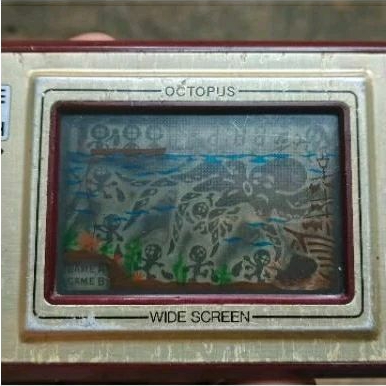 OCTOPUS
GAME A
GAME B
WIDE SCREEN